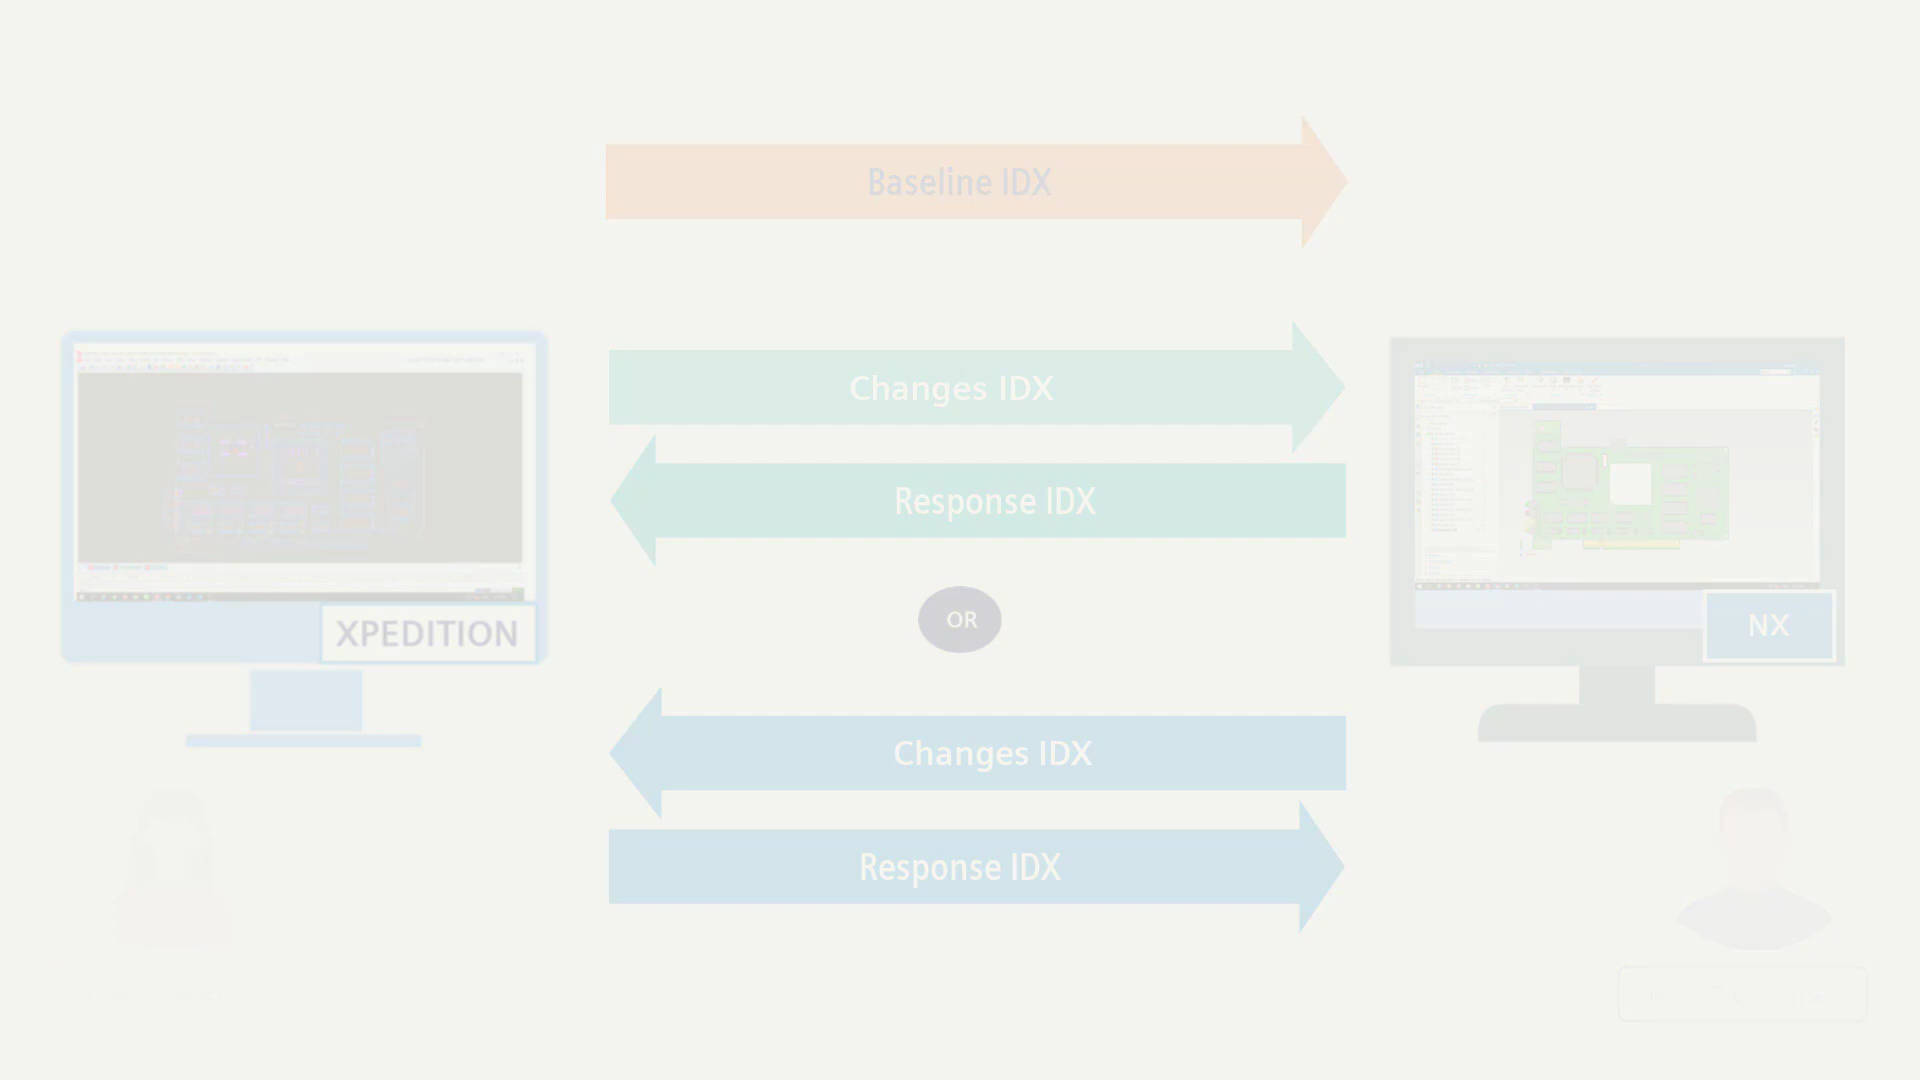 Baseline IDX
Changes IDX
Response IDX
OR
Changes IDX
Response IDX
XPEDITION
NX